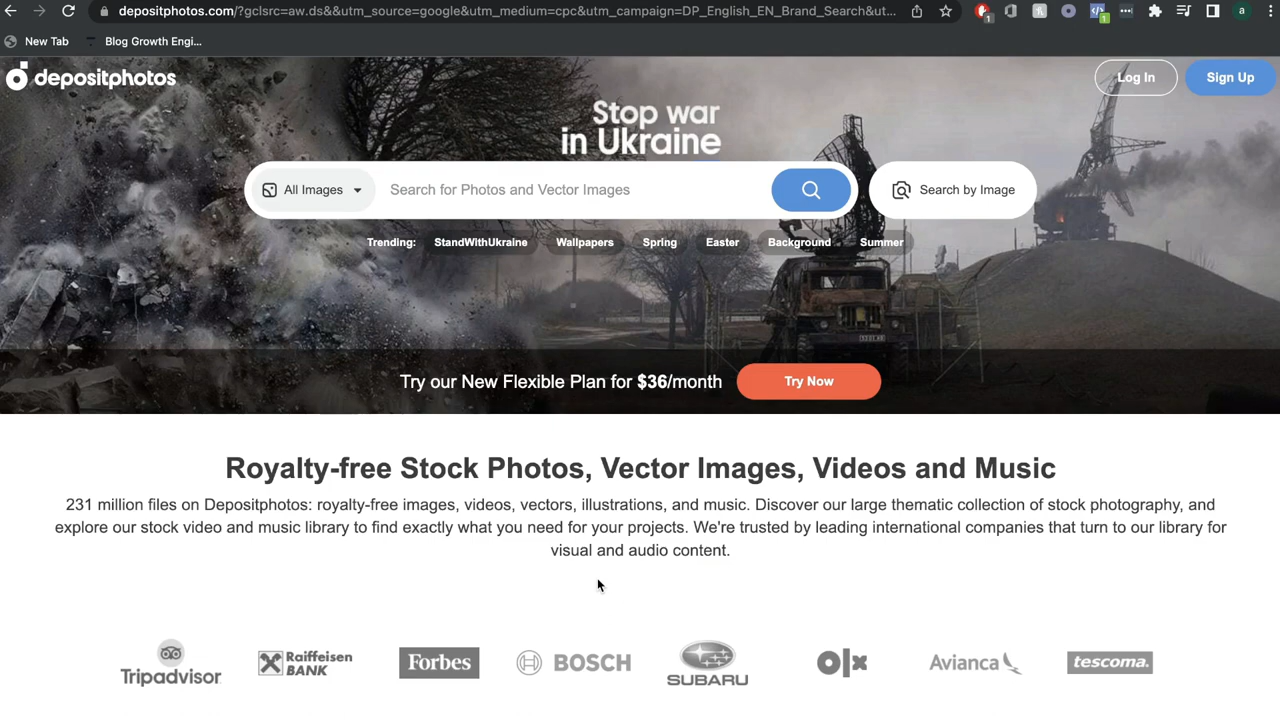 depositphotos.com/?gclsrc=aw.ds&&utm_source=google&utm_medium=cpc&utm_campaign=DP_English_EN_Brand_Search&ut...
1
1
a
New Tab
Blog Growth Engi...
depositphotos
Log In
Sign Up
Stop war
in Ukraine
All Images
Search for Photos and Vector Images
Search by Image
Trending: StandWithUkraine Wallpapers Spring Easter Background Summer
Try our New Flexible Plan for $36/month
Try Now
Royalty-free Stock Photos, Vector Images, Videos and Music
231 million files on Depositphotos: royalty-free images, videos, vectors, illustrations, and music. Discover our large thematic collection of stock photography, and
explore our stock video and music library to find exactly what you need for your projects. We're trusted by leading international companies that turn to our library for
visual and audio content.
Tripadvisor
Raiffeisen
BANK
Forbes
BOSCH
SUBARU
olx
Avianca
tescoma.